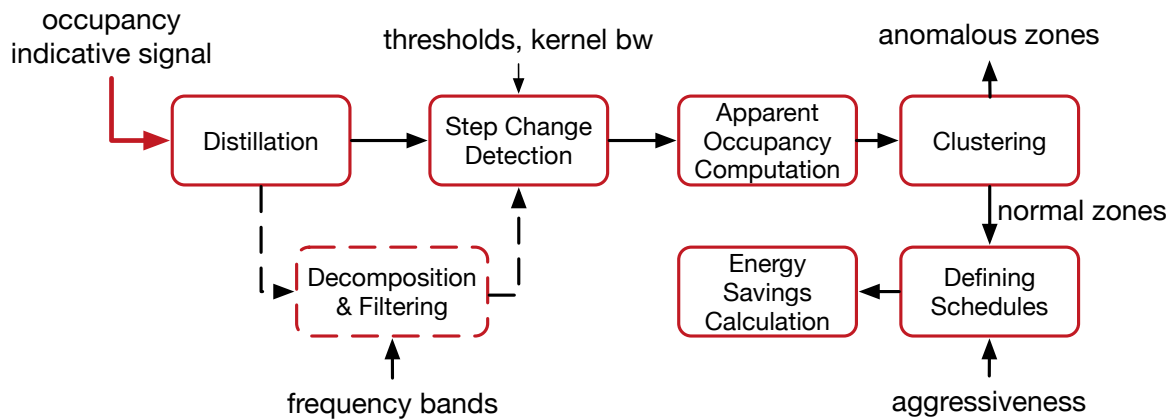 occupancy
indicative signal
thresholds, kernel bw
anomalous zones
Distillation
Step Change
Detection
Apparent
Occupancy
Computation
Clustering
normal zones
Decomposition
& Filtering
Energy
Savings
Calculation
Defining
Schedules
frequency bands
aggressiveness